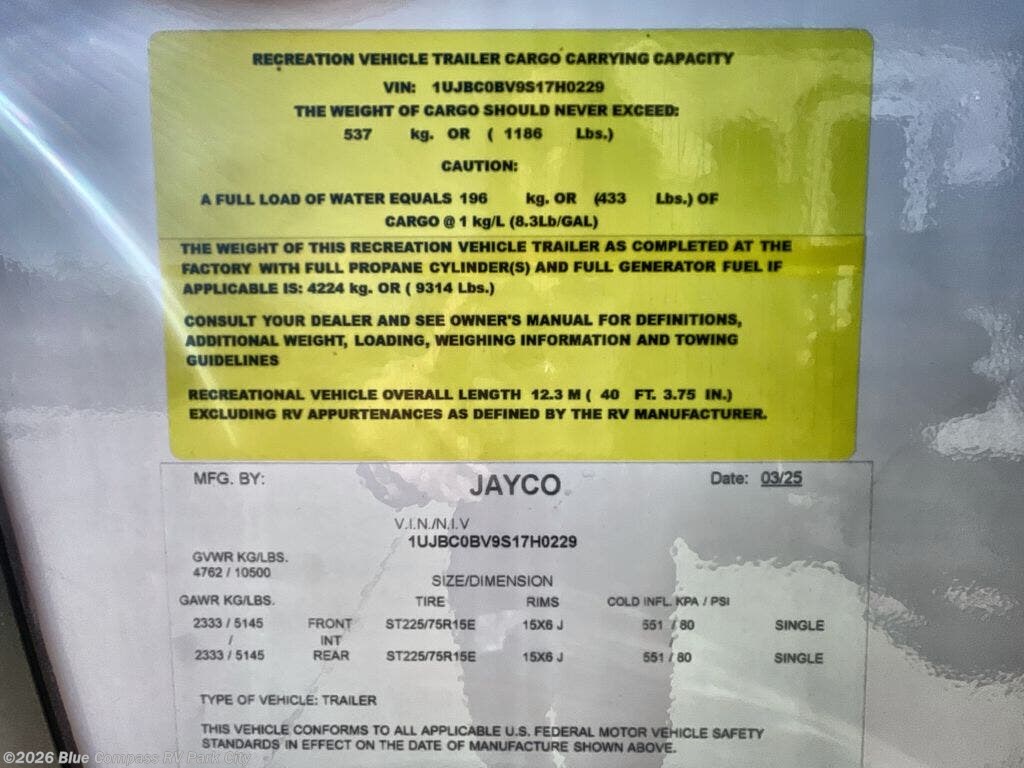 RECREATION VEHICLE TRAILER CARGO CARRYING CAPACITY
VIN: 1UJBC0BV9S17H0229
THE WEIGHT OF CARGO SHOULD NEVER EXCEED:
537 kg. OR ( 1186 Lbs.)
CAUTION:
A FULL LOAD OF WATER EQUALS 196 kg. OR (433 Lbs.) OF
CARGO @ 1 kg/L (8.3Lb/GAL)
THE WEIGHT OF THIS RECREATION VEHICLE TRAILER AS COMPLETED AT THE
FACTORY WITH FULL PROPANE CYLINDER(S) AND FULL GENERATOR FUEL IF
APPLICABLE IS: 4224 kg. OR ( 9314 Lbs.)
CONSULT YOUR DEALER AND SEE OWNER'S MANUAL FOR DEFINITIONS,
ADDITIONAL WEIGHT, LOADING, WEIGHING INFORMATION AND TOWING
GUIDELINES
RECREATIONAL VEHICLE OVERALL LENGTH 12.3 M ( 40 FT. 3.75 IN.)
EXCLUDING RV APPURTENANCES AS DEFINED BY THE RV MANUFACTURER.
MFG. BY: JAYCO Date: 03/25
V.I.N./N.I.V
1UJBC0BV9S17H0229
GVWR KG/LBS.
4762 / 10500
SIZE/DIMENSION
GAWR KG/LBS. TIRE RIMS COLD INFL. KPA / PSI
2333 / 5145 FRONT ST225/75R15E 15X6 J 551 / 80 SINGLE
/ INT
2333 / 5145 REAR ST225/75R15E 15X6 J 551 / 80 SINGLE
TYPE OF VEHICLE: TRAILER
THIS VEHICLE CONFORMS TO ALL APPLICABLE U.S. FEDERAL MOTOR VEHICLE SAFETY
STANDARDS IN EFFECT ON THE DATE OF MANUFACTURE SHOWN ABOVE.
©2026 Blue Compass RV Park City